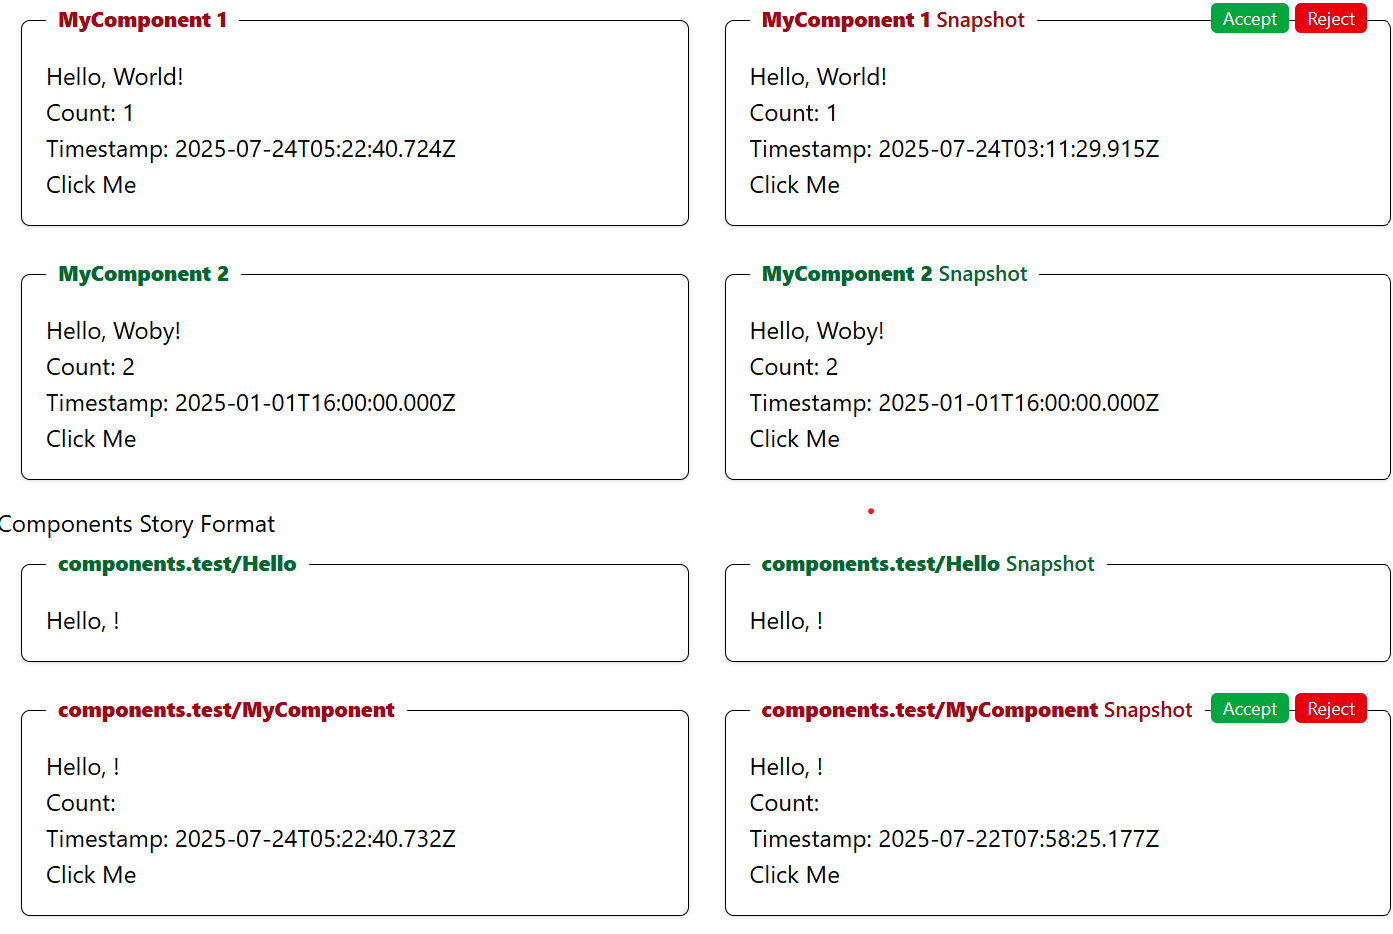 MyComponent 1
Hello, World!
Count: 1
Timestamp: 2025-07-24T05:22:40.724Z
Click Me
MyComponent 1 Snapshot
Accept
Reject
Hello, World!
Count: 1
Timestamp: 2025-07-24T03:11:29.915Z
Click Me
MyComponent 2
Hello, Woby!
Count: 2
Timestamp: 2025-01-01T16:00:00.000Z
Click Me
MyComponent 2 Snapshot
Hello, Woby!
Count: 2
Timestamp: 2025-01-01T16:00:00.000Z
Click Me
Components Story Format
components.test/Hello
Hello, !
components.test/Hello Snapshot
Hello, !
components.test/MyComponent
Hello, !
Count:
Timestamp: 2025-07-24T05:22:40.732Z
Click Me
components.test/MyComponent Snapshot
Accept
Reject
Hello, !
Count:
Timestamp: 2025-07-22T07:58:25.177Z
Click Me